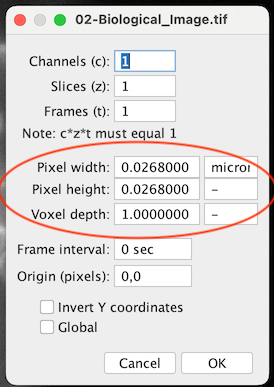 02-Biological_Image.tif
Channels (c): 1
Slices (z): 1
Frames (t): 1
Note: c*z*t must equal 1
Pixel width: 0.0268000 micror
Pixel height: 0.0268000 –
Voxel depth: 1.0000000 –
Frame interval: 0 sec
Origin (pixels): 0,0
Invert Y coordinates
Global
Cancel OK